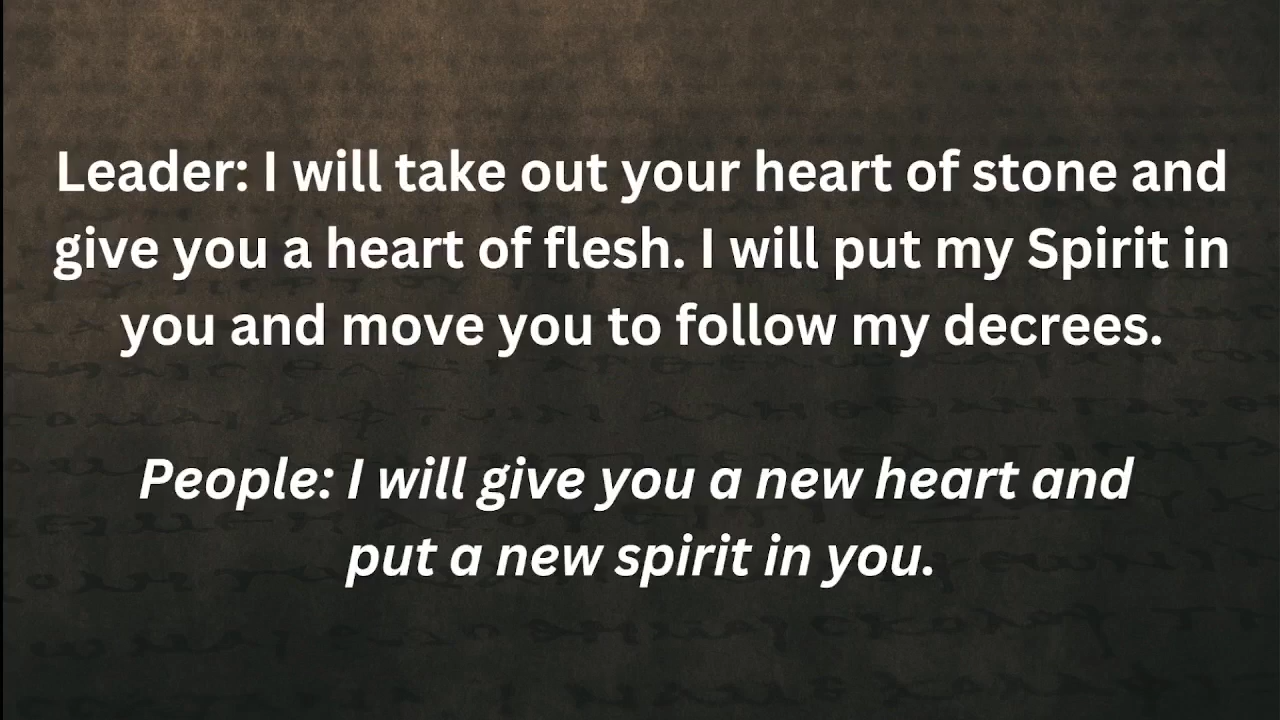 Leader: I will take out your heart of stone and
give you a heart of flesh. I will put my Spirit in
you and move you to follow my decrees.
People: I will give you a new heart and
put a new spirit in you.